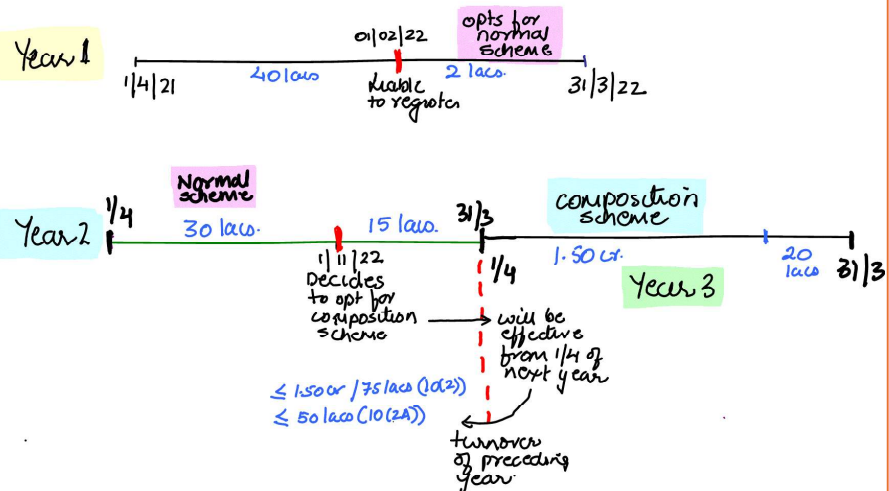 Year 1
01/02/22
opts for
normal
scheme
1/4/21
40 lacs
2 lacs.
31/3/22
Liable
to register
Year 2
1/4
Normal
scheme
30 lacs.
15 lacs.
31/3
composition
scheme
1/11/22
Decides
to opt for
composition
scheme
1/4
1.50 cr.
20
lacs
31/3
Year 3
will be
effective
from 1/4 of
next year
≤ 1.50 cr / 75 lacs (10(2))
≤ 50 lacs (10(2A))
turnover
of preceding
year.